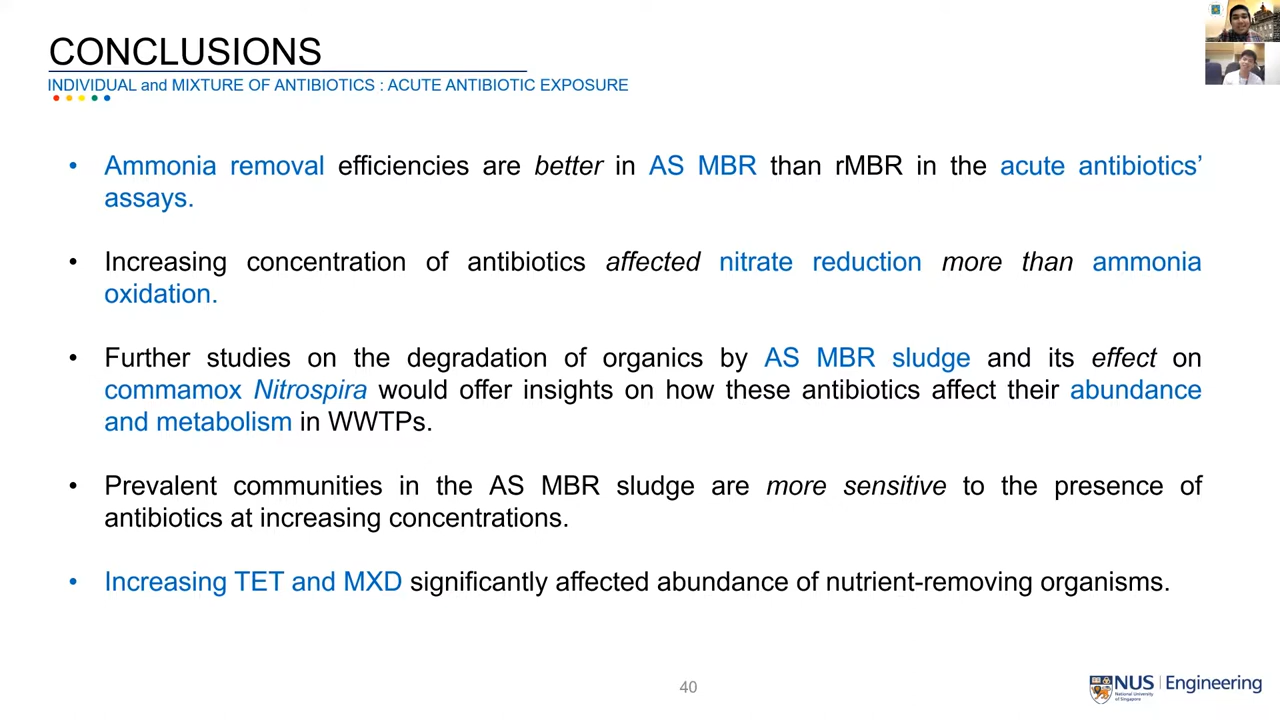 CONCLUSIONS
INDIVIDUAL and MIXTURE OF ANTIBIOTICS : ACUTE ANTIBIOTIC EXPOSURE
• Ammonia removal efficiencies are better in AS MBR than rMBR in the acute antibiotics’
assays.
• Increasing concentration of antibiotics affected nitrate reduction more than ammonia
oxidation.
• Further studies on the degradation of organics by AS MBR sludge and its effect on
commamox Nitrospira would offer insights on how these antibiotics affect their abundance
and metabolism in WWTPs.
• Prevalent communities in the AS MBR sludge are more sensitive to the presence of
antibiotics at increasing concentrations.
• Increasing TET and MXD significantly affected abundance of nutrient-removing organisms.
40
NUS | Engineering
National University
of Singapore